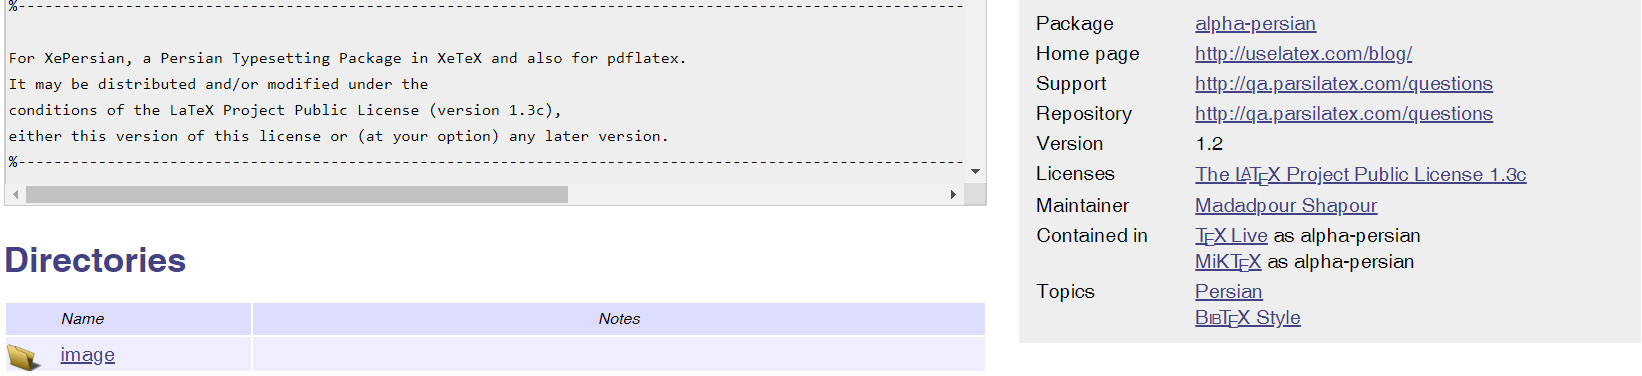 %----------------------------------------------------------------------------------------------------------
For XePersian, a Persian Typesetting Package in XeTeX and also for pdflatex.
It may be distributed and/or modified under the
conditions of the LaTeX Project Public License (version 1.3c),
either this version of this license or (at your option) any later version.
%----------------------------------------------------------------------------------------------------------
Directories
Name Notes
image
Package alpha-persian
Home page http://uselatex.com/blog/
Support http://qa.parsilatex.com/questions
Repository http://qa.parsilatex.com/questions
Version 1.2
Licenses The LATEX Project Public License 1.3c
Maintainer Madadpour Shapour
Contained in TEX Live as alpha-persian
MiKTEX as alpha-persian
Topics Persian
BIBTEX Style